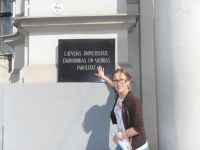 LATVIJAS UNIVERSITĀTE
EKONOMIKAS UN VADĪBAS
FAKULTĀTE